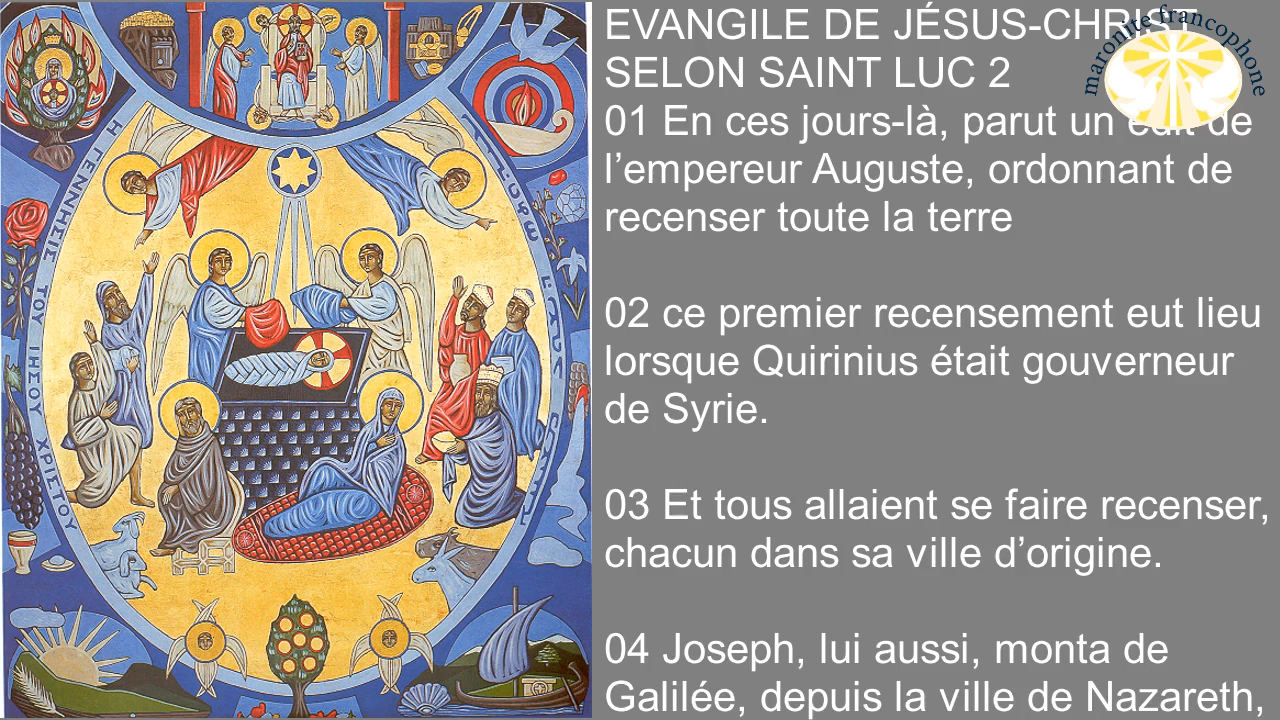 EVANGILE DE JÉSUS-CHRIST
SELON SAINT LUC 2
01 En ces jours-là, parut un édit de
l’empereur Auguste, ordonnant de
recenser toute la terre
02 ce premier recensement eut lieu
lorsque Quirinius était gouverneur
de Syrie.
03 Et tous allaient se faire recenser,
chacun dans sa ville d’origine.
04 Joseph, lui aussi, monta de
Galilée, depuis la ville de Nazareth,
maronite francophone
Η ΓΕΝΝΗΣΙΣ ΤΟΥ ΙΗΣΟΥ ΧΡΙΣΤΟΥ